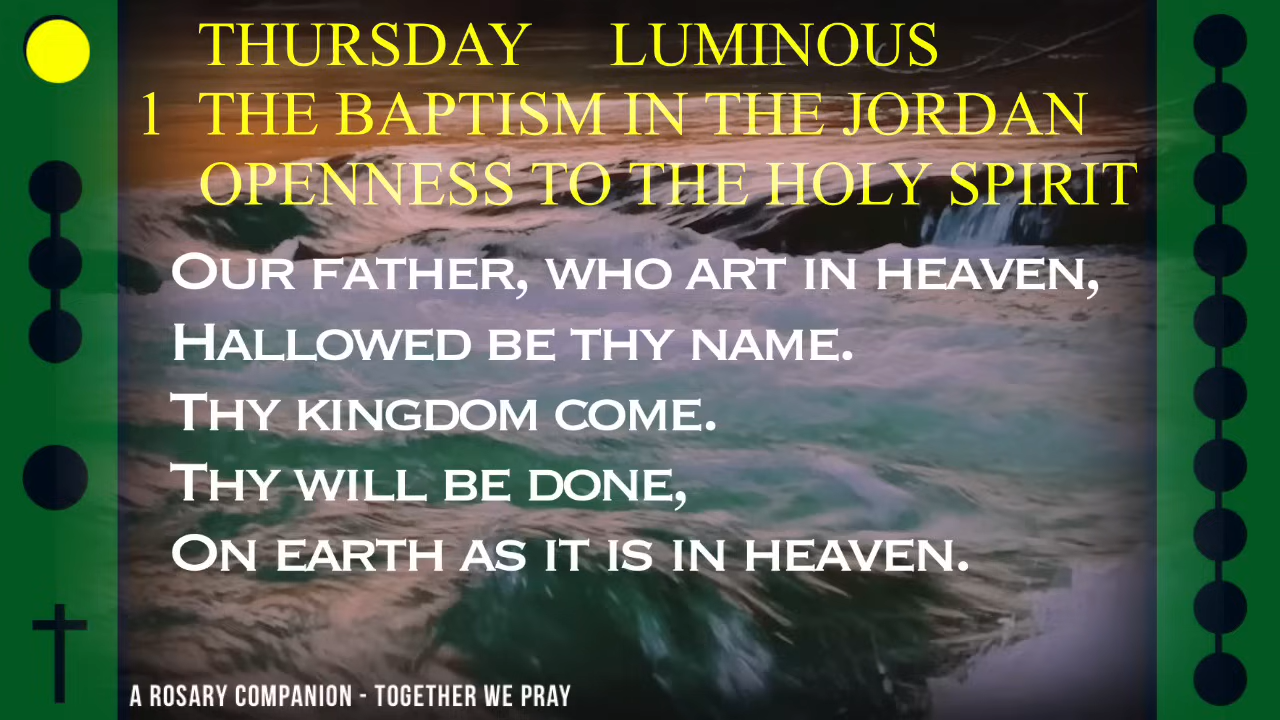 THURSDAY LUMINOUS
1 THE BAPTISM IN THE JORDAN
OPENNESS TO THE HOLY SPIRIT
OUR FATHER, WHO ART IN HEAVEN,
HALLOWED BE THY NAME.
THY KINGDOM COME.
THY WILL BE DONE,
ON EARTH AS IT IS IN HEAVEN.
A ROSARY COMPANION - TOGETHER WE PRAY